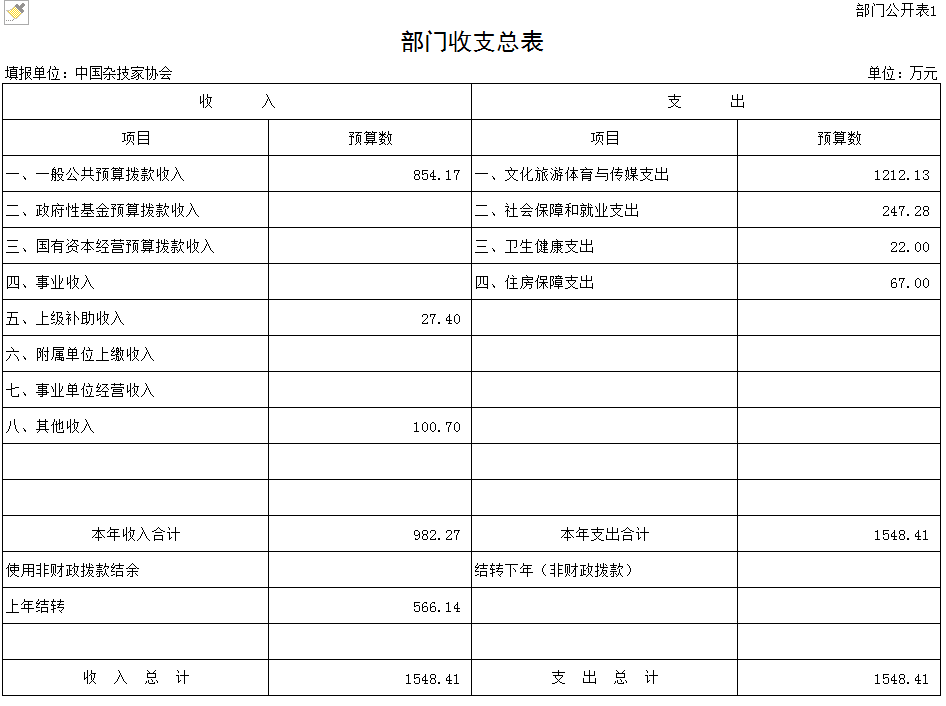 部门公开表1
部门收支总表
填报单位：中国杂技家协会 单位：万元
收 入 支 出
项目 预算数 项目 预算数
一、一般公共预算拨款收入 854.17 一、文化旅游体育与传媒支出 1212.13
二、政府性基金预算拨款收入 二、社会保障和就业支出 247.28
三、国有资本经营预算拨款收入 三、卫生健康支出 22.00
四、事业收入 四、住房保障支出 67.00
五、上级补助收入 27.40
六、附属单位上缴收入
七、事业单位经营收入
八、其他收入 100.70
本年收入合计 982.27 本年支出合计 1548.41
使用非财政拨款结余 结转下年（非财政拨款）
上年结转 566.14
收 入 总 计 1548.41 支 出 总 计 1548.41